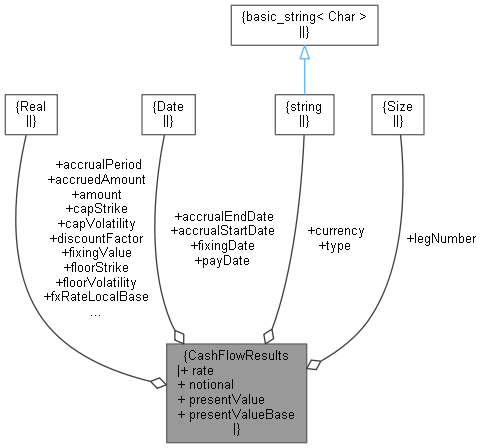 {basic_string< Char >
||}
{Real
||}
{Date
||}
{string
||}
{Size
||}
+accrualPeriod
+accruedAmount
+amount
+capStrike
+capVolatility
+discountFactor
+fixingValue
+floorStrike
+floorVolatility
+fxRateLocalBase
...
+accrualEndDate
+accrualStartDate
+fixingDate
+payDate
+currency
+type
+legNumber
{CashFlowResults
|+ rate
+ notional
+ presentValue
+ presentValueBase
|}